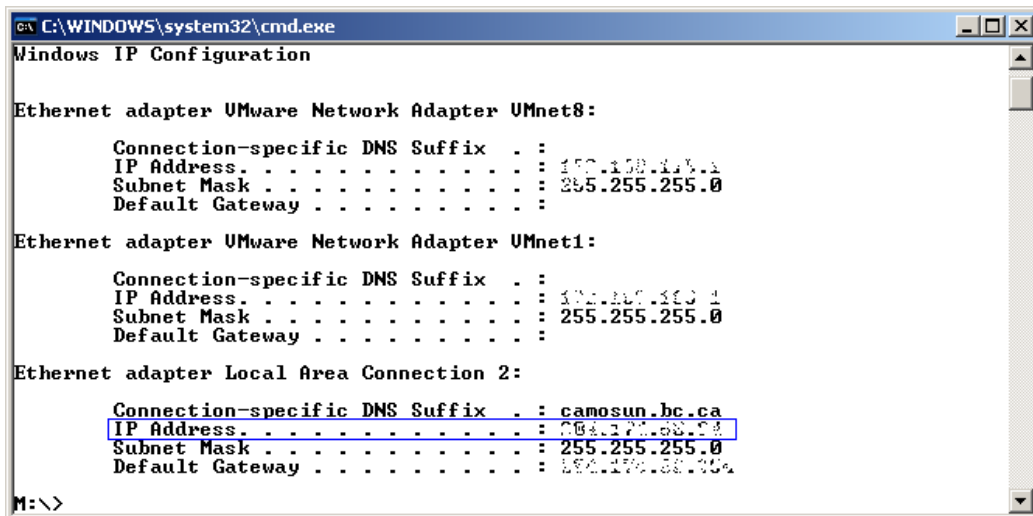 C:\WINDOWS\system32\cmd.exe
Windows IP Configuration
Ethernet adapter VMware Network Adapter VMnet8:
Connection-specific DNS Suffix . :
IP Address. . . . . . . . . . . . :
Subnet Mask . . . . . . . . . . . : 255.255.255.0
Default Gateway . . . . . . . . . :
Ethernet adapter VMware Network Adapter VMnet1:
Connection-specific DNS Suffix . :
IP Address. . . . . . . . . . . . :
Subnet Mask . . . . . . . . . . . : 255.255.255.0
Default Gateway . . . . . . . . . :
Ethernet adapter Local Area Connection 2:
Connection-specific DNS Suffix . : camosun.bc.ca
IP Address. . . . . . . . . . . . :
Subnet Mask . . . . . . . . . . . : 255.255.255.0
Default Gateway . . . . . . . . . :
M:\>